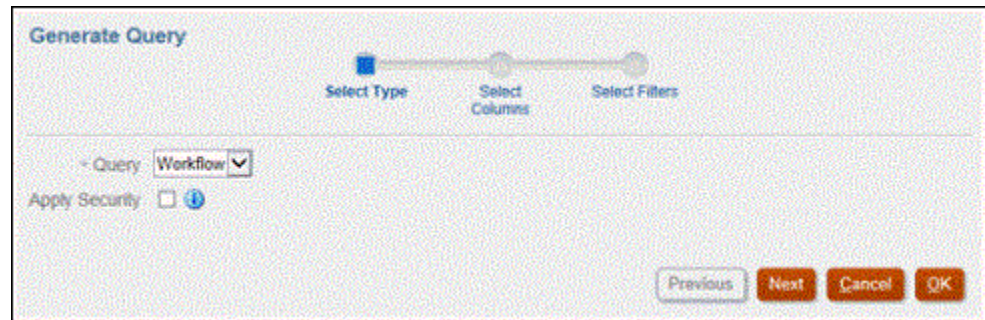 Generate Query
Select Type
Select
Columns
Select Filters
* Query Workflow
Apply Security
Previous Next Cancel OK